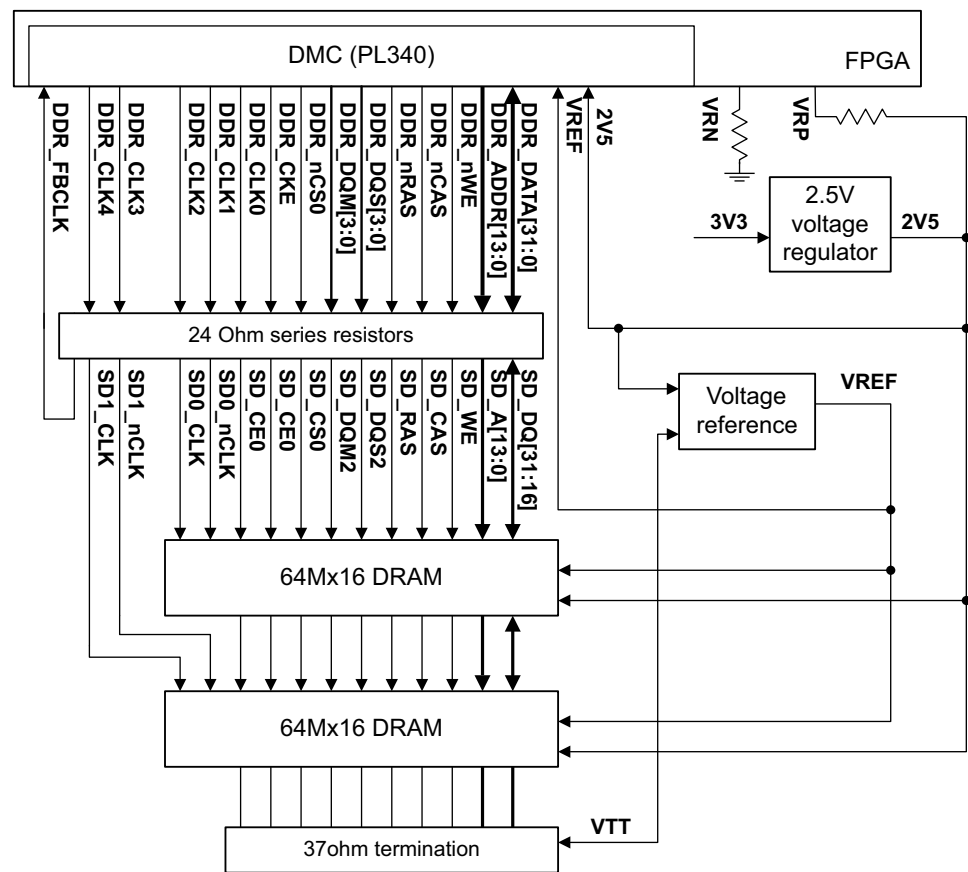 DMC (PL340)
FPGA
DDR_FBCLK
DDR_CLK4
DDR_CLK3
DDR_CLK2
DDR_CLK1
DDR_CLK0
DDR_CKE
DDR_nCS0
DDR_DQM[3:0]
DDR_DQS[3:0]
DDR_nRAS
DDR_nCAS
DDR_nWE
DDR_ADDR[13:0]
DDR_DATA[31:0]
VREF
2V5
VRN
VRP
3V3
2.5V
voltage
regulator
2V5
24 Ohm series resistors
SD1_CLK
SD1_nCLK
SD0_CLK
SD0_nCLK
SD_CE0
SD_CE0
SD_CS0
SD_DQM2
SD_DQS2
SD_RAS
SD_CAS
SD_WE
SD_A[13:0]
SD_DQ[31:16]
Voltage
reference
VREF
64Mx16 DRAM
64Mx16 DRAM
VTT
37ohm termination